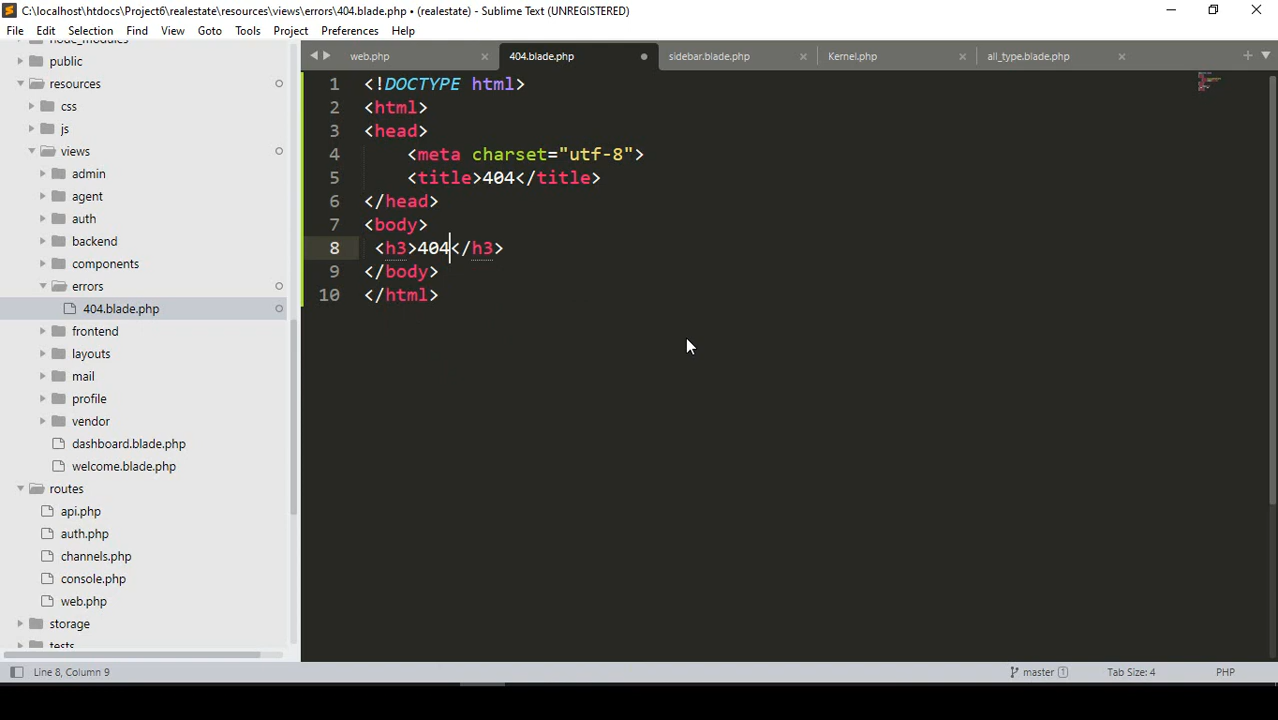 C:\localhost\htdocs\Project6\realestate\resources\views\errors\404.blade.php • (realestate) - Sublime Text (UNREGISTERED)
File Edit Selection Find View Goto Tools Project Preferences Help
node_modules
public
resources
css
js
views
admin
agent
auth
backend
components
errors
404.blade.php
frontend
layouts
mail
profile
vendor
dashboard.blade.php
welcome.blade.php
routes
api.php
auth.php
channels.php
console.php
web.php
storage
tests
web.php 404.blade.php sidebar.blade.php Kernel.php all_type.blade.php
1 <!DOCTYPE html>
2 <html>
3 <head>
4 <meta charset="utf-8">
5 <title>404</title>
6 </head>
7 <body>
8 <h3>404</h3>
9 </body>
10 </html>
Line 8, Column 9 master 1 Tab Size: 4 PHP